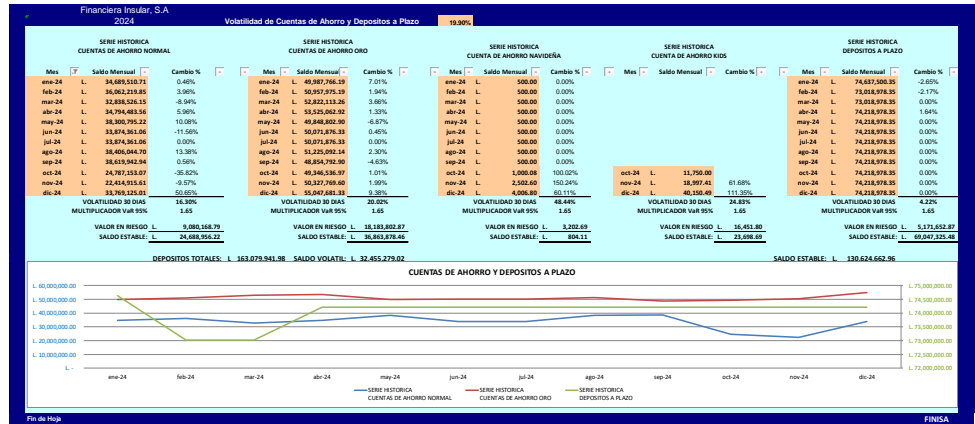 Financiera Insular, S.A
2024 Volatilidad de Cuentas de Ahorro y Depositos a Plazo 19.90%
SERIE HISTORICA SERIE HISTORICA SERIE HISTORICA SERIE HISTORICA SERIE HISTORICA
CUENTAS DE AHORRO NORMAL CUENTAS DE AHORRO ORO CUENTA DE AHORRO NAVIDEÑA CUENTA DE AHORRO KIDS DEPOSITOS A PLAZO
Mes Saldo Mensual Cambio % Mes Saldo Mensual Cambio % Mes Saldo Mensual Cambio % Mes Saldo Mensual Cambio % Mes Saldo Mensual Cambio %
ene-24 L. 34,689,510.71 0.46% ene-24 L. 49,987,766.19 7.01% ene-24 L. 500.00 0.00% ene-24 L. 74,637,500.35 -2.65%
feb-24 L. 36,062,219.85 3.96% feb-24 L. 50,957,975.19 1.94% feb-24 L. 500.00 0.00% feb-24 L. 73,018,978.35 -2.17%
mar-24 L. 32,838,526.15 -8.94% mar-24 L. 52,822,113.26 3.66% mar-24 L. 500.00 0.00% mar-24 L. 73,018,978.35 0.00%
abr-24 L. 34,794,483.56 5.96% abr-24 L. 53,525,062.92 1.33% abr-24 L. 500.00 0.00% abr-24 L. 74,218,978.35 1.64%
may-24 L. 38,300,795.22 10.08% may-24 L. 49,848,802.90 -6.87% may-24 L. 500.00 0.00% may-24 L. 74,218,978.35 0.00%
jun-24 L. 33,874,361.06 -11.56% jun-24 L. 50,071,876.33 0.45% jun-24 L. 500.00 0.00% jun-24 L. 74,218,978.35 0.00%
jul-24 L. 33,874,361.06 0.00% jul-24 L. 50,071,876.33 0.00% jul-24 L. 500.00 0.00% jul-24 L. 74,218,978.35 0.00%
ago-24 L. 38,406,044.70 13.38% ago-24 L. 51,225,092.14 2.30% ago-24 L. 500.00 0.00% ago-24 L. 74,218,978.35 0.00%
sep-24 L. 38,619,942.94 0.56% sep-24 L. 48,854,792.90 -4.63% sep-24 L. 500.00 0.00% sep-24 L. 74,218,978.35 0.00%
oct-24 L. 24,787,153.07 -35.82% oct-24 L. 49,346,536.97 1.01% oct-24 L. 1,000.08 100.02% oct-24 L. 11,750.00 oct-24 L. 74,218,978.35 0.00%
nov-24 L. 22,414,915.61 -9.57% nov-24 L. 50,327,769.60 1.99% nov-24 L. 2,502.60 150.24% nov-24 L. 18,997.41 61.68% nov-24 L. 74,218,978.35 0.00%
dic-24 L. 33,769,125.01 50.65% dic-24 L. 55,047,681.33 9.38% dic-24 L. 4,006.80 60.11% dic-24 L. 40,150.49 111.35% dic-24 L. 74,218,978.35 0.00%
VOLATILIDAD 30 DIAS 16.30% VOLATILIDAD 30 DIAS 20.02% VOLATILIDAD 30 DIAS 48.44% VOLATILIDAD 30 DIAS 24.83% VOLATILIDAD 30 DIAS 4.22%
MULTIPLICADOR VaR 95% 1.65 MULTIPLICADOR VaR 95% 1.65 MULTIPLICADOR VaR 95% 1.65 MULTIPLICADOR VaR 95% 1.65 MULTIPLICADOR VaR 95% 1.65
VALOR EN RIESGO L. 9,080,168.79 VALOR EN RIESGO L. 18,183,802.87 VALOR EN RIESGO L. 3,202.69 VALOR EN RIESGO L. 16,451.80 VALOR EN RIESGO L. 5,171,652.87
SALDO ESTABLE: L. 24,688,956.22 SALDO ESTABLE: L. 36,863,878.46 SALDO ESTABLE: L. 804.11 SALDO ESTABLE: L. 23,698.69 SALDO ESTABLE: L. 69,047,325.48
DEPOSITOS TOTALES: L 163,079,941.98 SALDO VOLATIL: L. 32,455,279.02 SALDO ESTABLE: L. 130,624,662.96
CUENTAS DE AHORRO Y DEPOSITOS A PLAZO
L. 60,000,000.00 L. 75,000,000.00
L. 50,000,000.00 L. 74,500,000.00
L. 40,000,000.00 L. 74,000,000.00
L. 30,000,000.00 L. 73,500,000.00
L. 20,000,000.00 L. 73,000,000.00
L. 10,000,000.00 L. 72,500,000.00
L. - L. 72,000,000.00
ene-24 feb-24 mar-24 abr-24 may-24 jun-24 jul-24 ago-24 sep-24 oct-24 nov-24 dic-24
SERIE HISTORICA SERIE HISTORICA SERIE HISTORICA
CUENTAS DE AHORRO NORMAL CUENTAS DE AHORRO ORO DEPOSITOS A PLAZO
Fin de Hoja FINISA